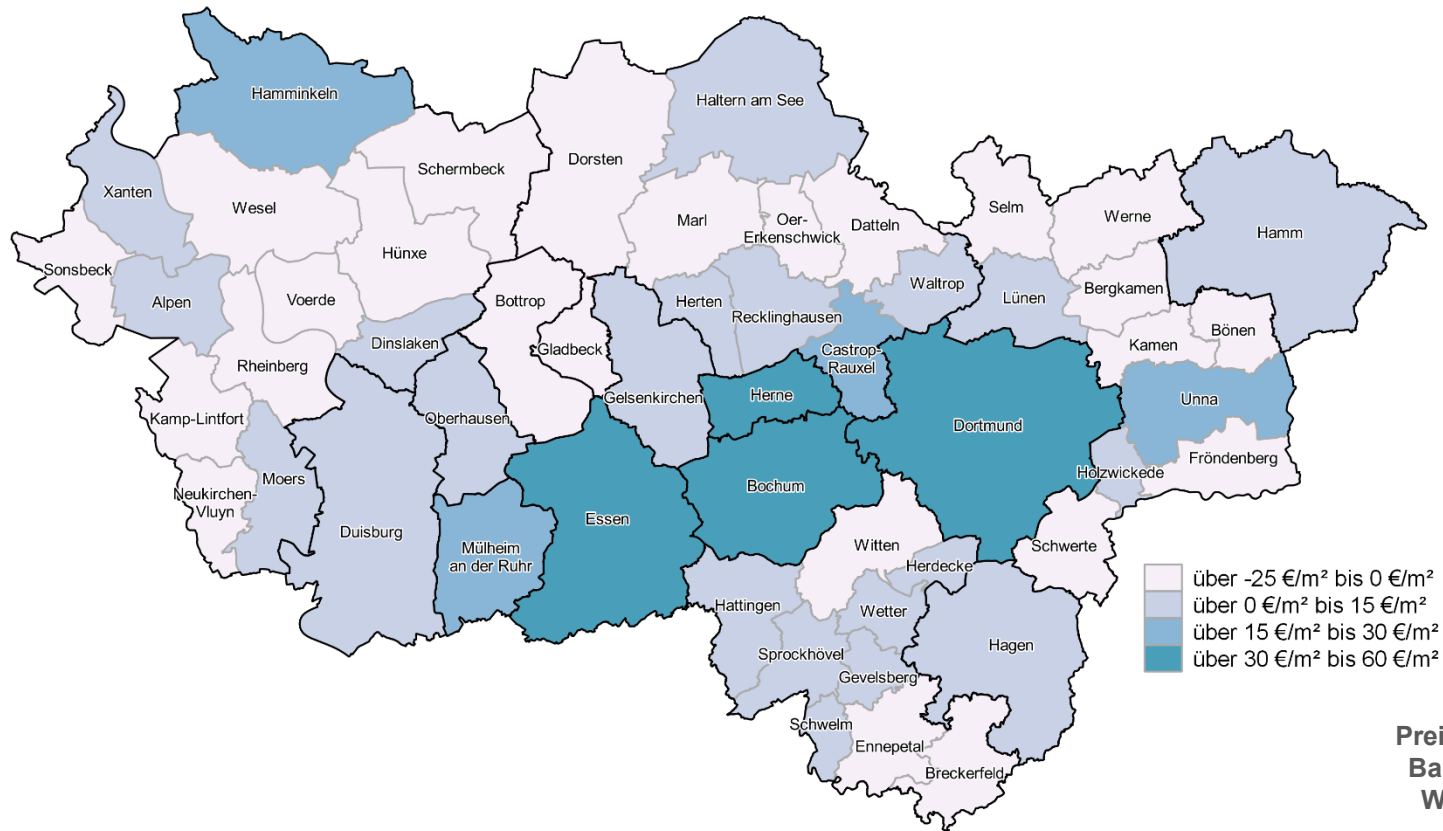 Hamminkeln
Haltern am See
Dorsten
Schermbeck
Xanten
Wesel
Marl
Oer-
Erkenschwick
Datteln
Selm
Werne
Hamm
Sonsbeck
Hünxe
Alpen
Voerde
Bottrop
Herten
Recklinghausen
Waltrop
Lünen
Bergkamen
Bönen
Kamen
Dinslaken
Gladbeck
Castrop-
Rauxel
Rheinberg
Gelsenkirchen
Herne
Unna
Kamp-Lintfort
Oberhausen
Dortmund
Fröndenberg
Holzwickede
Moers
Neukirchen-
Vluyn
Bochum
Essen
Duisburg
Mülheim
an der Ruhr
Witten
Schwerte
Herdecke
Hattingen
Wetter
Hagen
Sprockhövel
Gevelsberg
Schwelm
Ennepetal
Breckerfeld
über -25 €/m² bis 0 €/m²
über 0 €/m² bis 15 €/m²
über 15 €/m² bis 30 €/m²
über 30 €/m² bis 60 €/m²
Prei
Ba
W